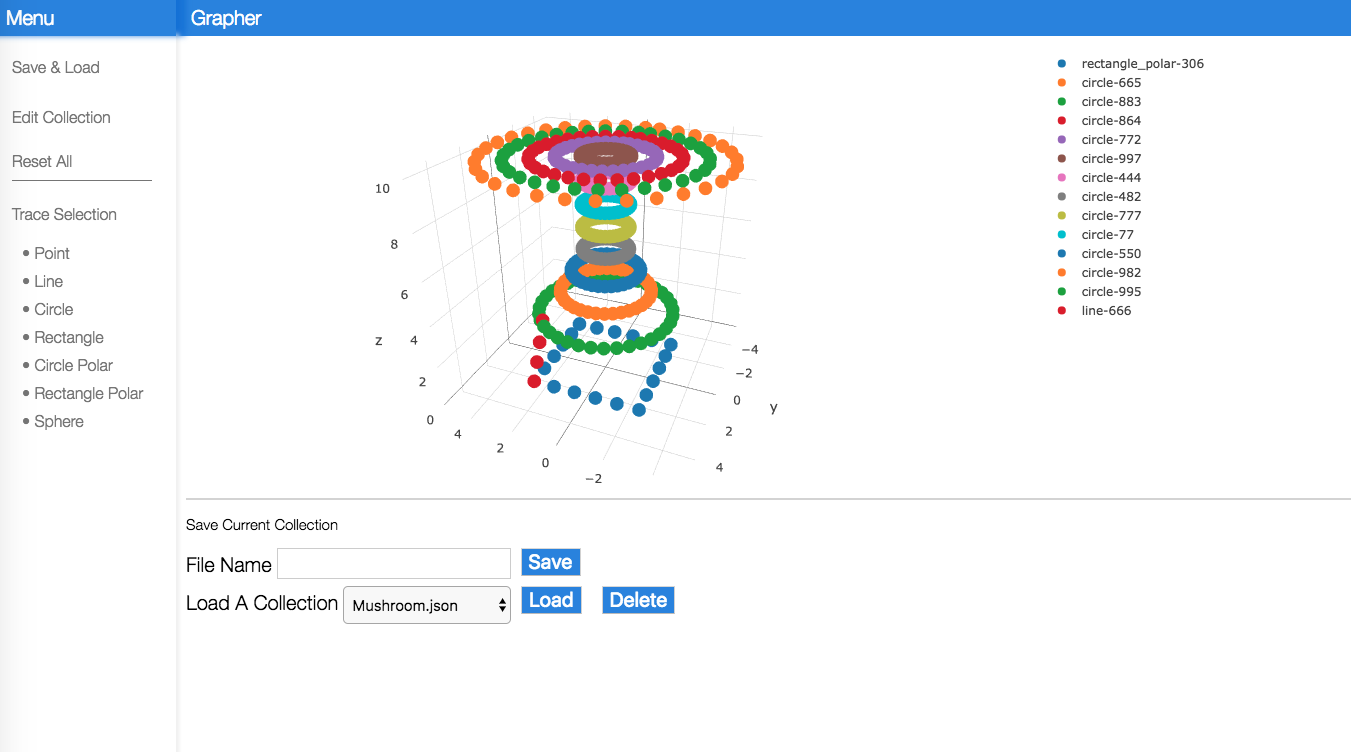 Menu
Grapher
Save & Load
Edit Collection
Reset All
Trace Selection
• Point
• Line
• Circle
• Rectangle
• Circle Polar
• Rectangle Polar
• Sphere
rectangle_polar-306
circle-665
circle-883
circle-864
circle-772
circle-997
circle-444
circle-482
circle-777
circle-77
circle-550
circle-982
circle-995
line-666
10
8
6
z 4
2
0
4
2
0
−2
−4
−2
0
y
2
4
Save Current Collection
File Name Save
Load A Collection Mushroom.json Load Delete